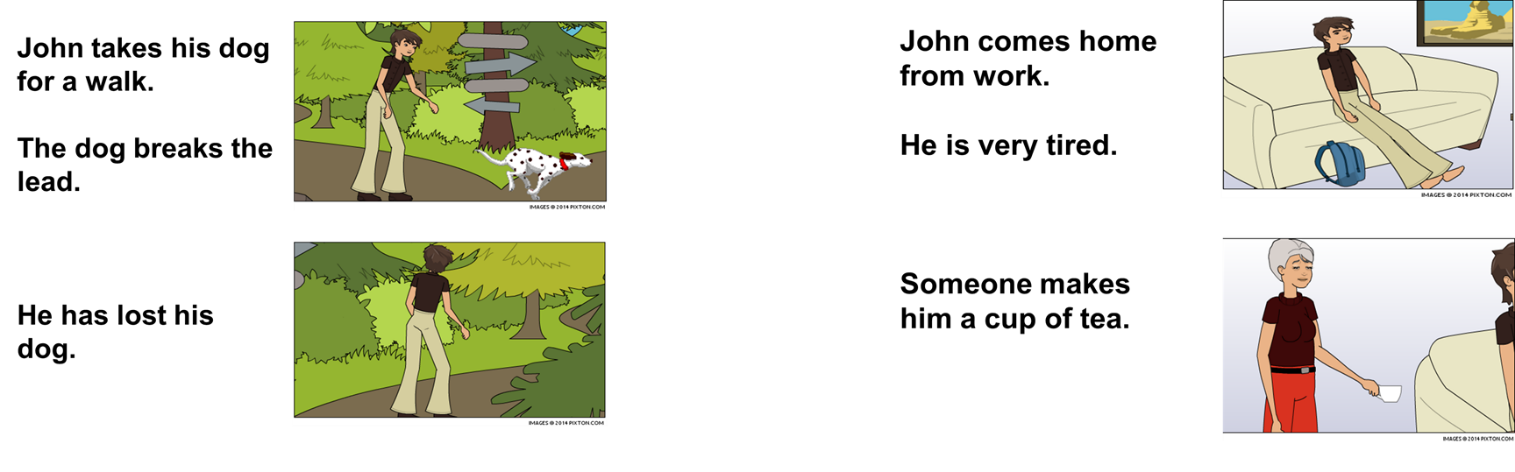 John takes his dog
for a walk.
The dog breaks the
lead.
IMAGES © 2014 PIXTON.COM
He has lost his
dog.
IMAGES © 2014 PIXTON.COM
John comes home
from work.
He is very tired.
IMAGES © 2014 PIXTON.COM
Someone makes
him a cup of tea.
IMAGES © 2014 PIXTON.COM